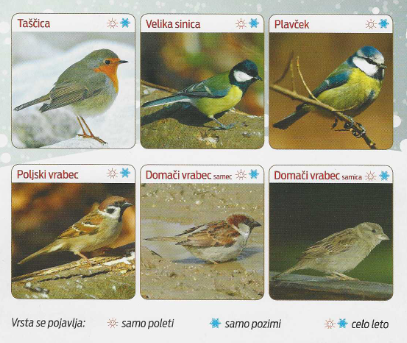 Taščica
Velika sinica
Plavček
Poljski vrabec
Domači vrabec samec
Domači vrabec samica
Vrsta se pojavlja: samo poleti samo pozimi celo leto